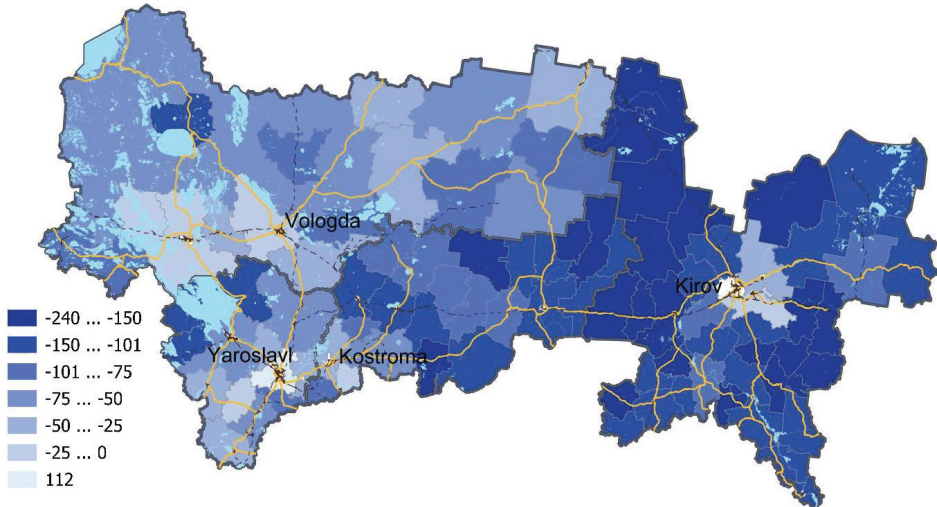 Vologda
Kirov
Yaroslavl
Kostroma
-240 ... -150
-150 ... -101
-101 ... -75
-75 ... -50
-50 ... -25
-25 ... 0
112